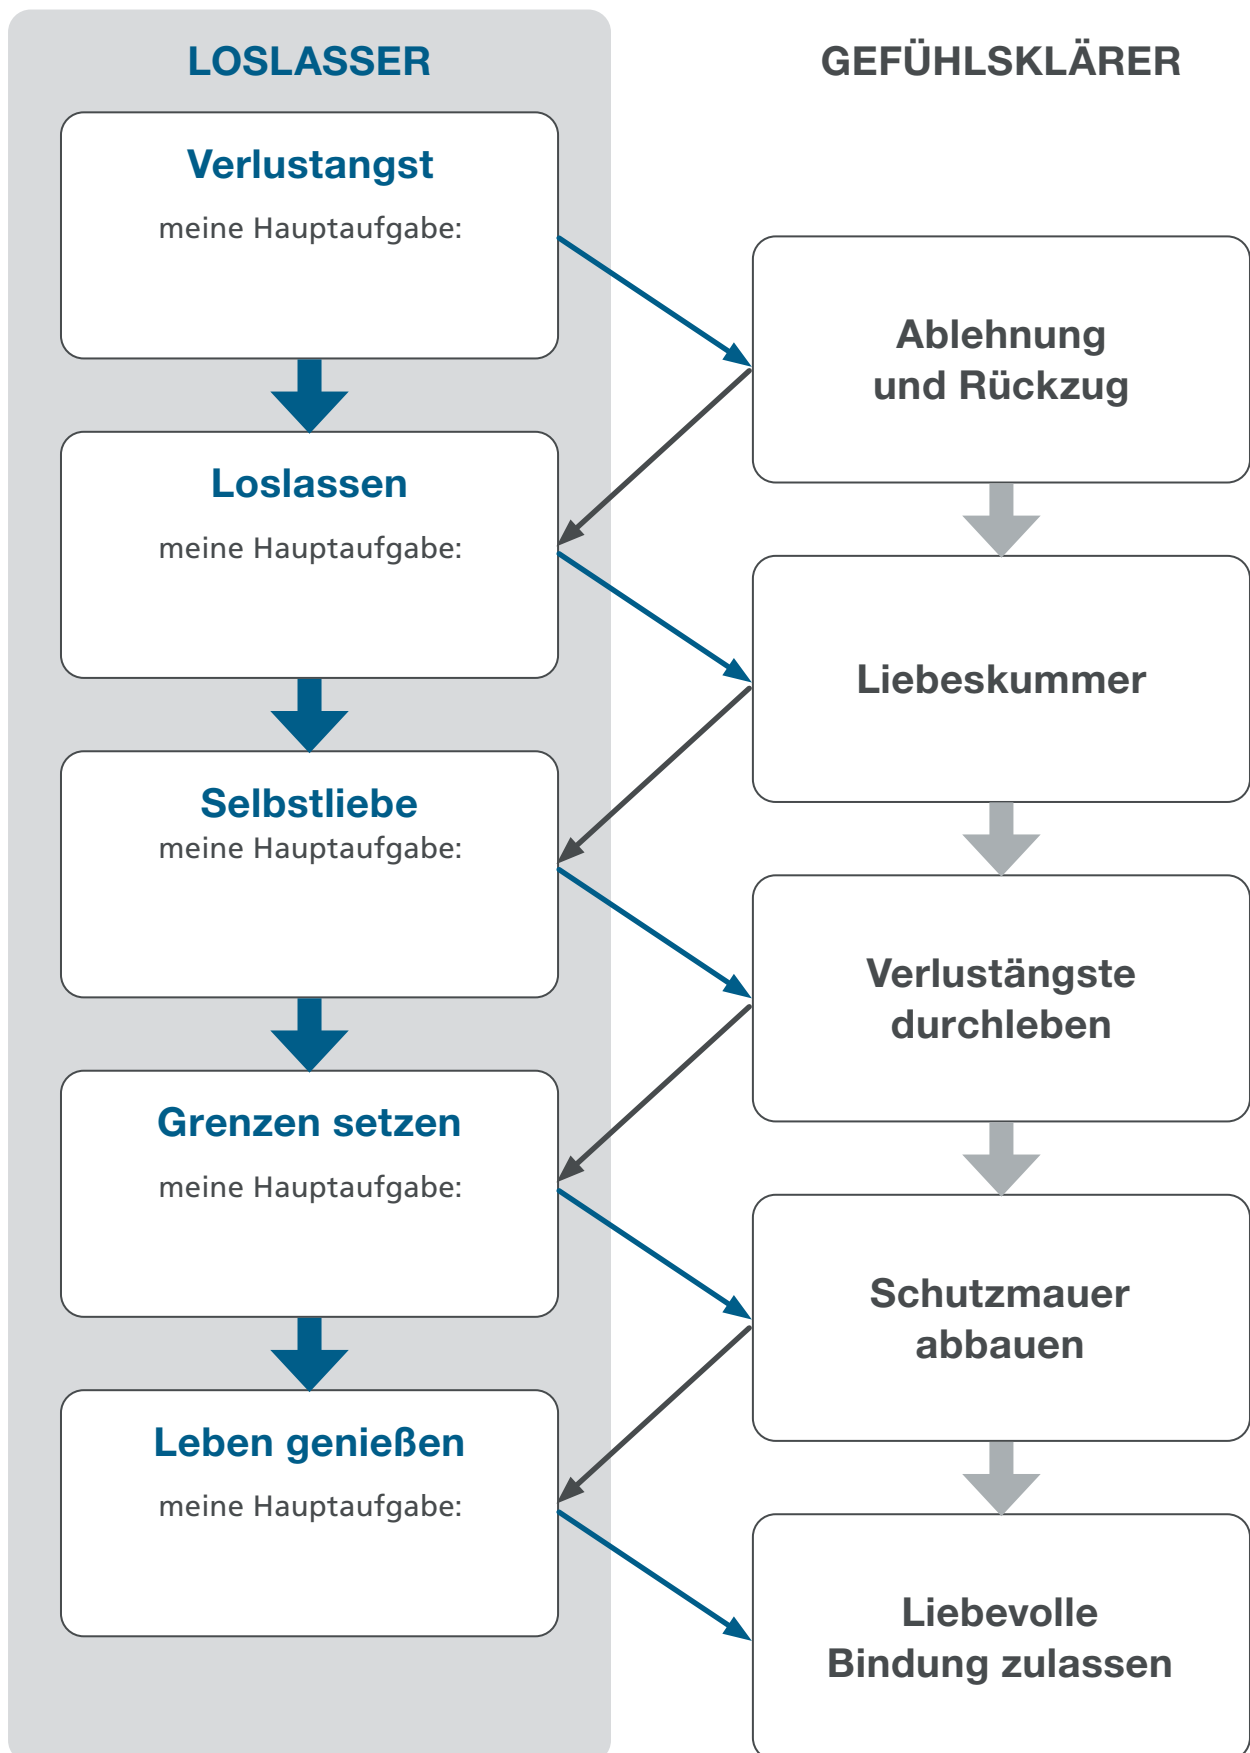 LOSLASSER
GEFÜHLSKLÄRER
Verlustangst
meine Hauptaufgabe:
Ablehnung
und Rückzug
Loslassen
meine Hauptaufgabe:
Liebeskummer
Selbstliebe
meine Hauptaufgabe:
Verlustängste
durchleben
Grenzen setzen
meine Hauptaufgabe:
Schutzmauer
abbauen
Leben genießen
meine Hauptaufgabe:
Liebevolle
Bindung zulassen